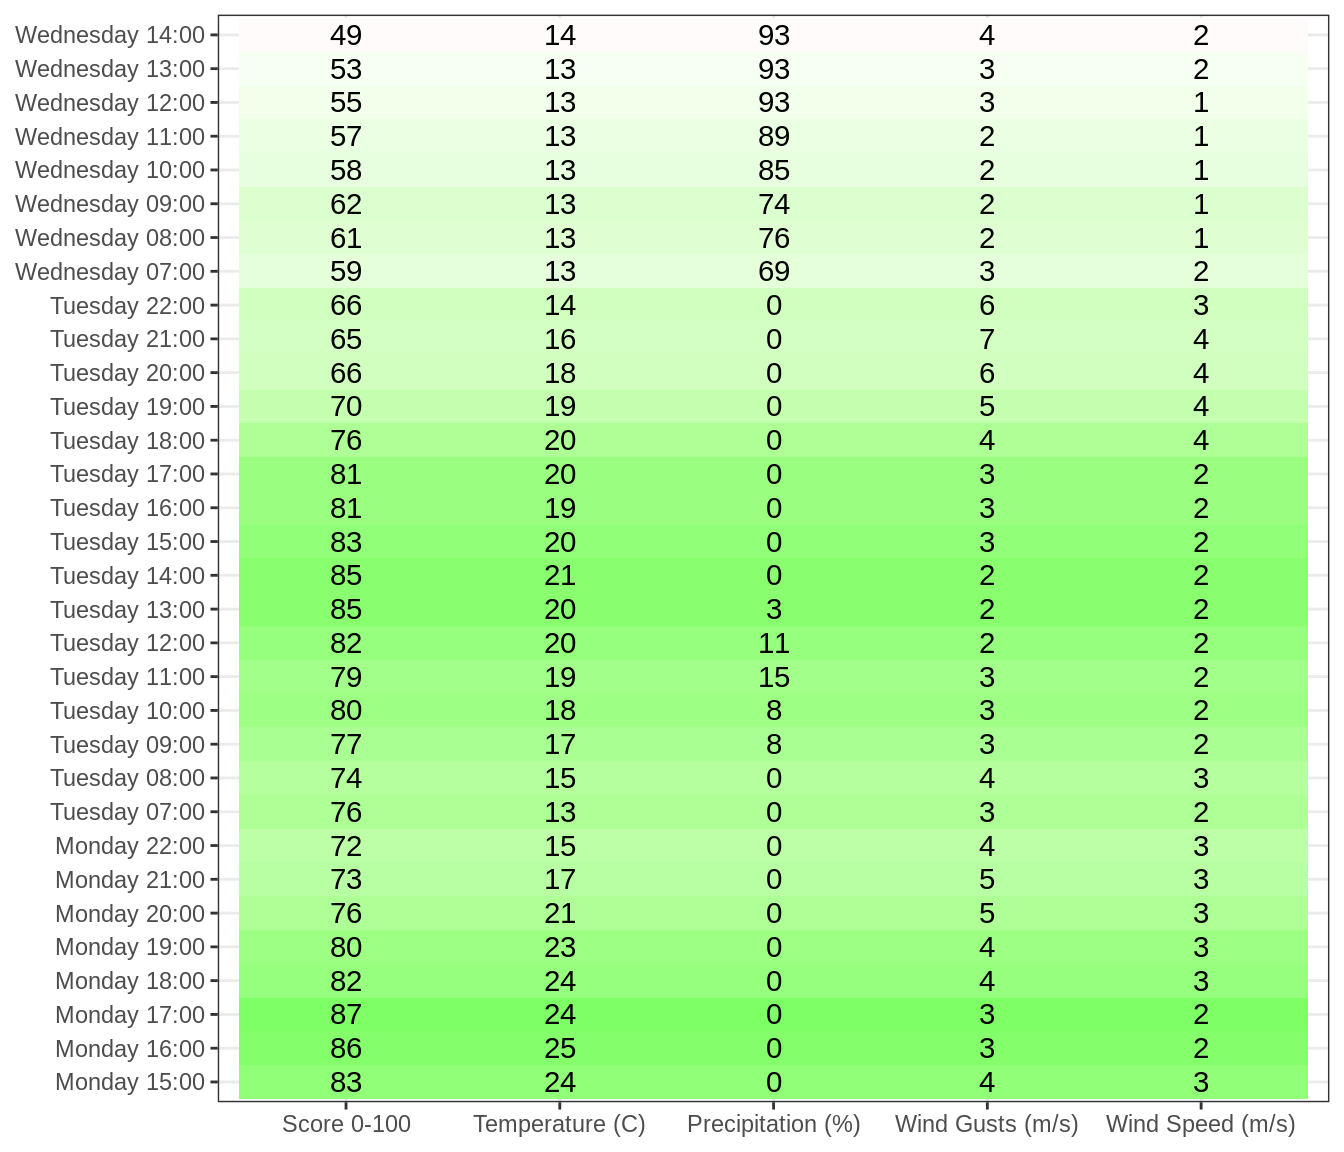 Wednesday 14:00 49 14 93 4 2
Wednesday 13:00 53 13 93 3 2
Wednesday 12:00 55 13 93 3 1
Wednesday 11:00 57 13 89 2 1
Wednesday 10:00 58 13 85 2 1
Wednesday 09:00 62 13 74 2 1
Wednesday 08:00 61 13 76 2 1
Wednesday 07:00 59 13 69 3 2
Tuesday 22:00 66 14 0 6 3
Tuesday 21:00 65 16 0 7 4
Tuesday 20:00 66 18 0 6 4
Tuesday 19:00 70 19 0 5 4
Tuesday 18:00 76 20 0 4 4
Tuesday 17:00 81 20 0 3 2
Tuesday 16:00 81 19 0 3 2
Tuesday 15:00 83 20 0 3 2
Tuesday 14:00 85 21 0 2 2
Tuesday 13:00 85 20 3 2 2
Tuesday 12:00 82 20 11 2 2
Tuesday 11:00 79 19 15 3 2
Tuesday 10:00 80 18 8 3 2
Tuesday 09:00 77 17 8 3 2
Tuesday 08:00 74 15 0 4 3
Tuesday 07:00 76 13 0 3 2
Monday 22:00 72 15 0 4 3
Monday 21:00 73 17 0 5 3
Monday 20:00 76 21 0 5 3
Monday 19:00 80 23 0 4 3
Monday 18:00 82 24 0 4 3
Monday 17:00 87 24 0 3 2
Monday 16:00 86 25 0 3 2
Monday 15:00 83 24 0 4 3
Score 0-100 Temperature (C) Precipitation (%) Wind Gusts (m/s) Wind Speed (m/s)